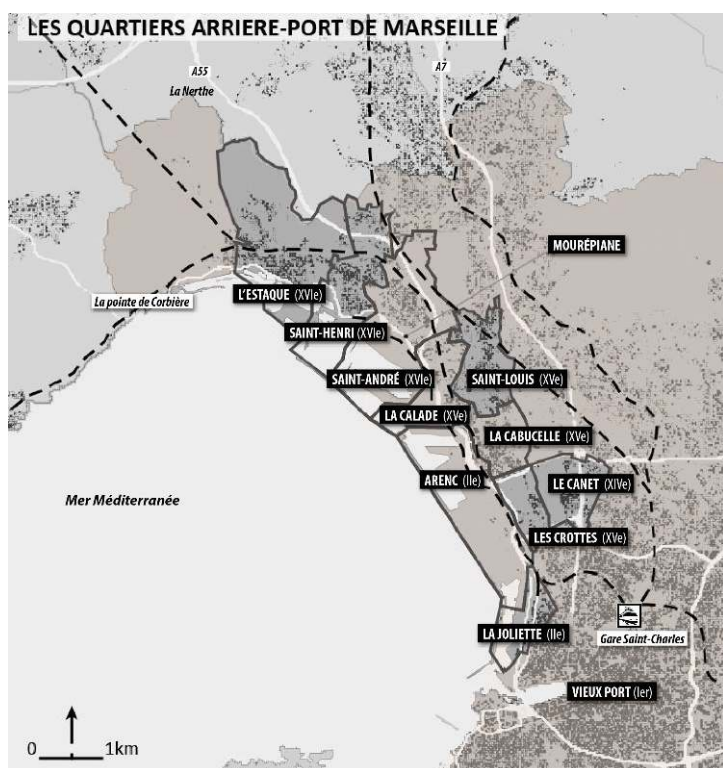 LES QUARTIERS ARRIERE-PORT DE MARSEILLE
A55
A7
La Nerthe
MOURÉPIANE
La pointe de Corbière
L'ESTAQUE (XVIe)
SAINT-HENRI (XVIe)
SAINT-ANDRÉ (XVIe)
SAINT-LOUIS (XVe)
LA CALADE (XVe)
LA CABUCELLE (XVe)
ARENC (IIe)
LE CANET (XIVe)
Mer Méditerranée
LES CROTTES (XVe)
LA JOLIETTE (IIe)
Gare Saint-Charles
VIEUX PORT (Ier)
0 1km